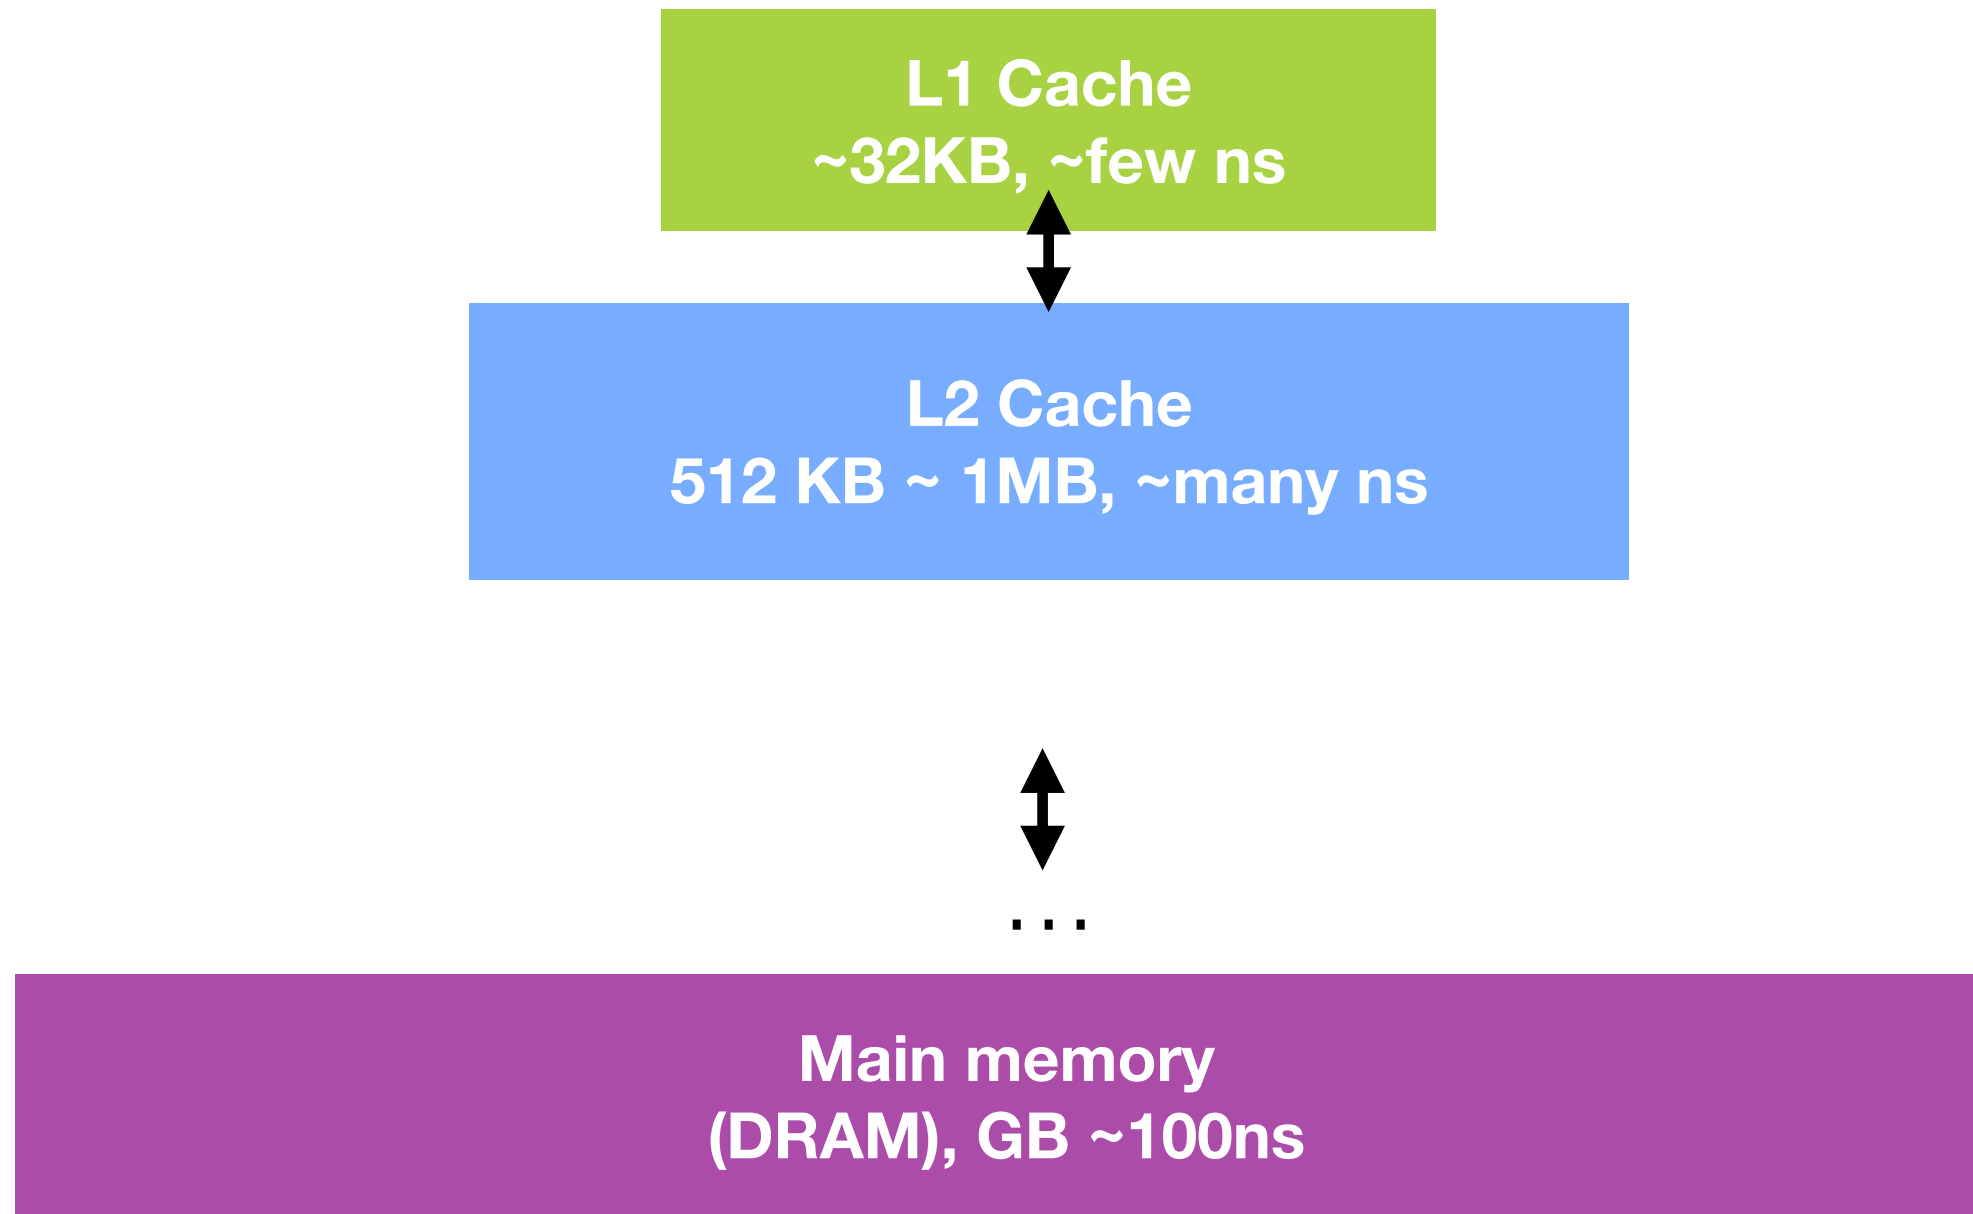 L1 Cache
~32KB, ~few ns
L2 Cache
512 KB ~ 1MB, ~many ns
...
Main memory
(DRAM), GB ~100ns